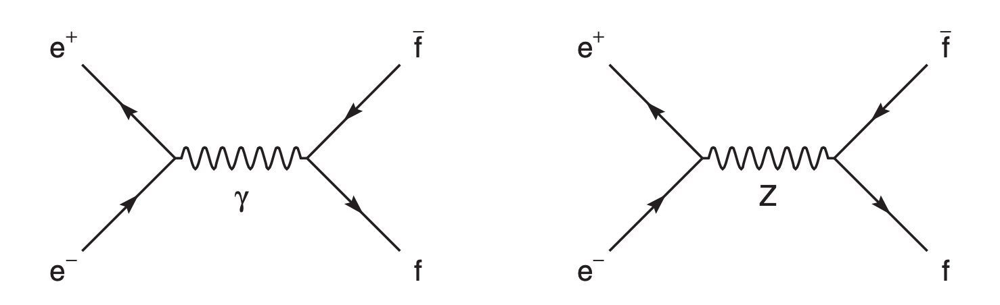 e⁺ f̄ e⁺ f̄
γ Z
e⁻ f e⁻ f